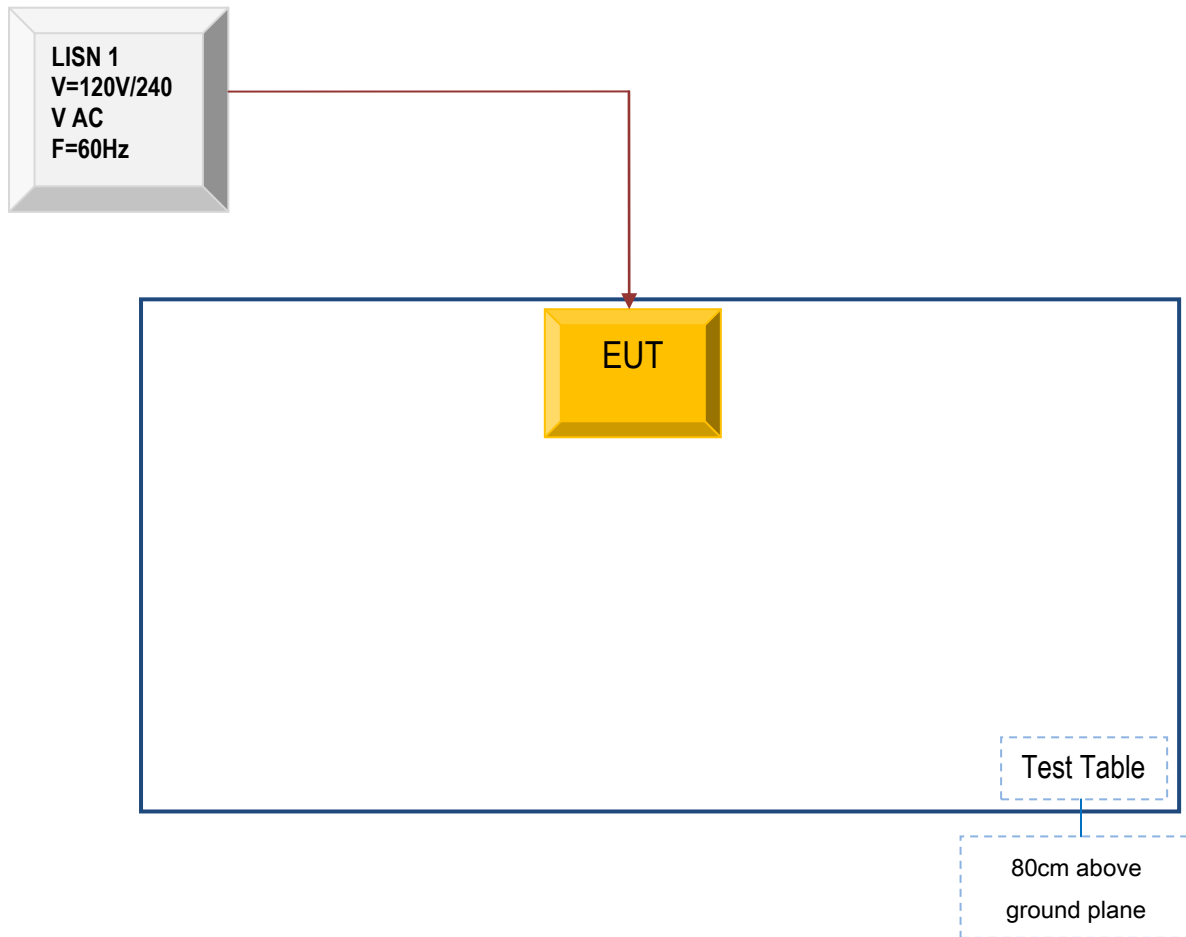 LISN 1
V=120V/240
V AC
F=60Hz
EUT
Test Table
80cm above
ground plane